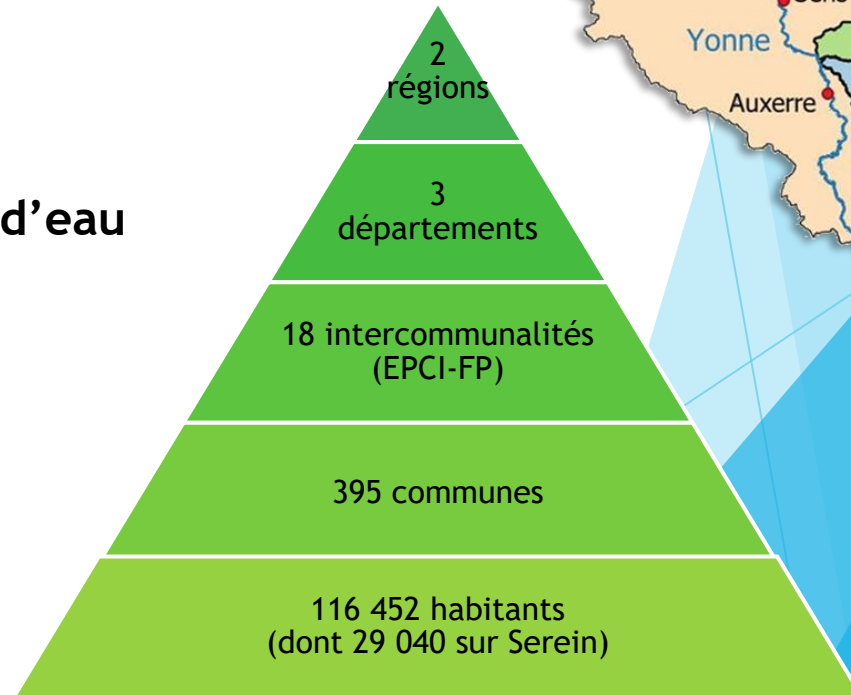 Yonne
Auxerre
d'eau
2
régions
3
départements
18 intercommunalités
(EPCI-FP)
395 communes
116 452 habitants
(dont 29 040 sur Serein)